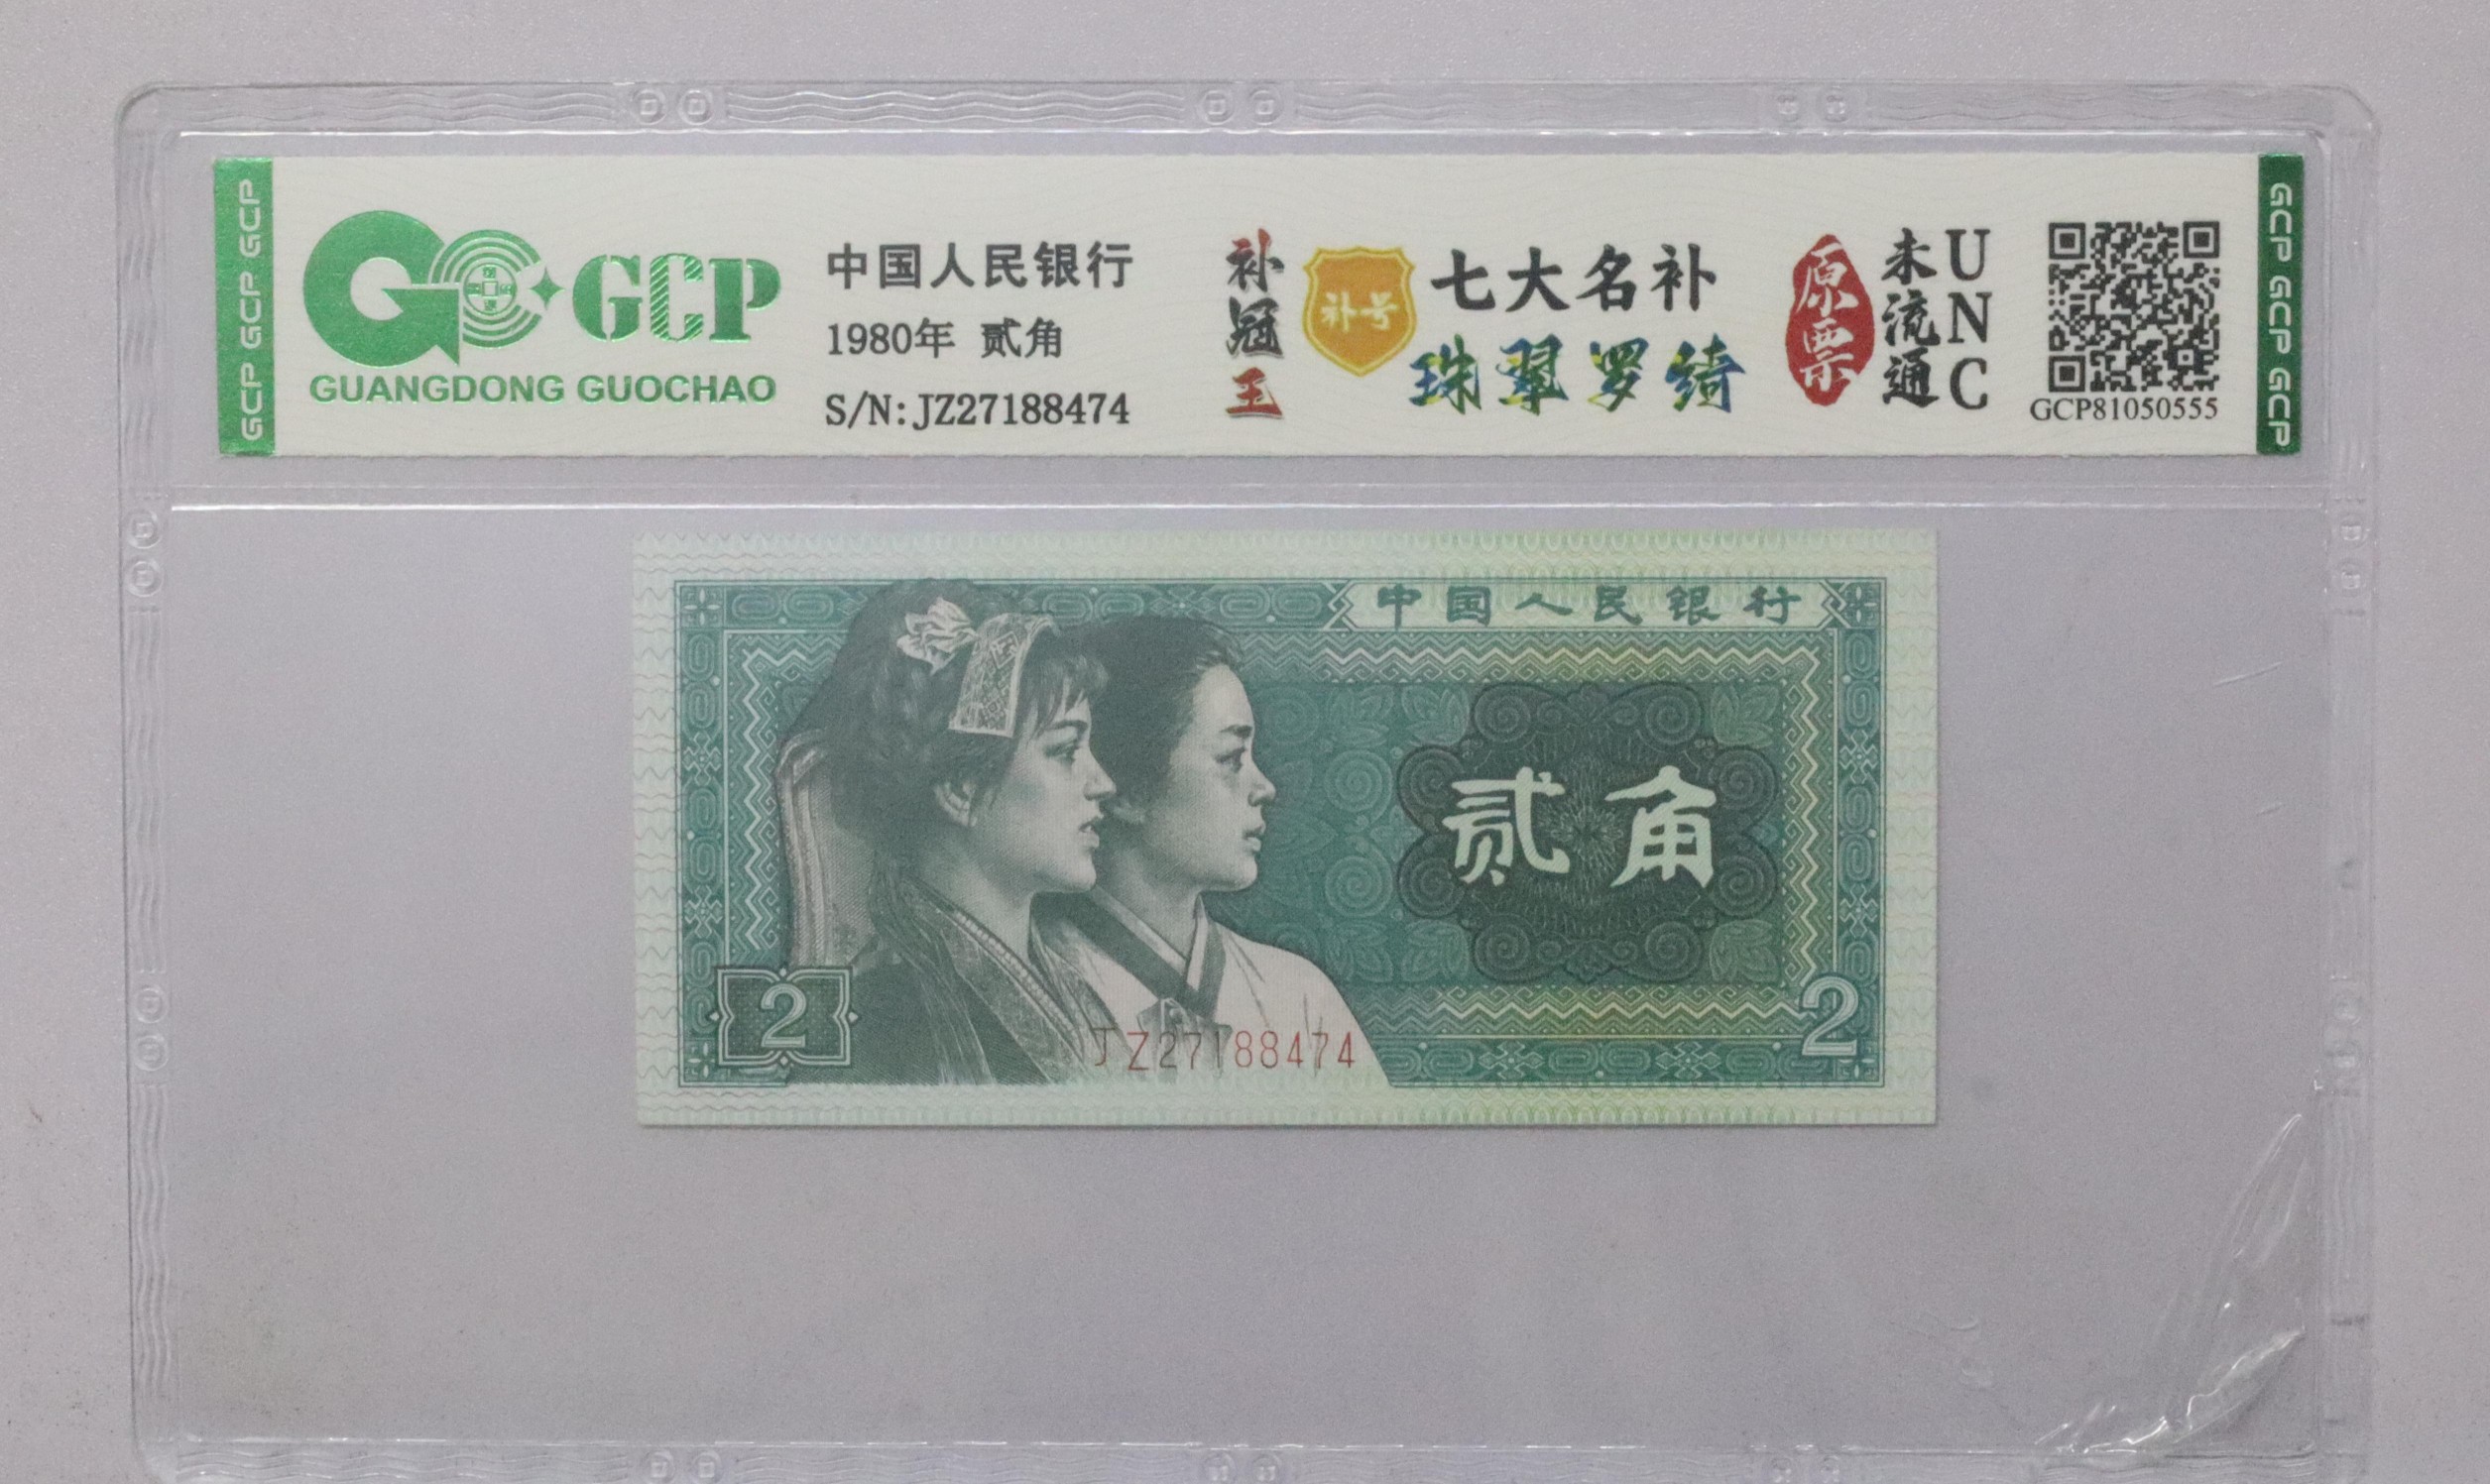 GCP GCP GCP
GCP
GUANGDONG GUOCHAO
中国人民银行
1980年 贰角
S/N:JZ27188474
补冠王
补号
七大名补
珠翠罗绮
原票
未流通
UNC
GCP81050555
GCP GCP GCP
中国人民银行
贰角
2
2
JZ27188474